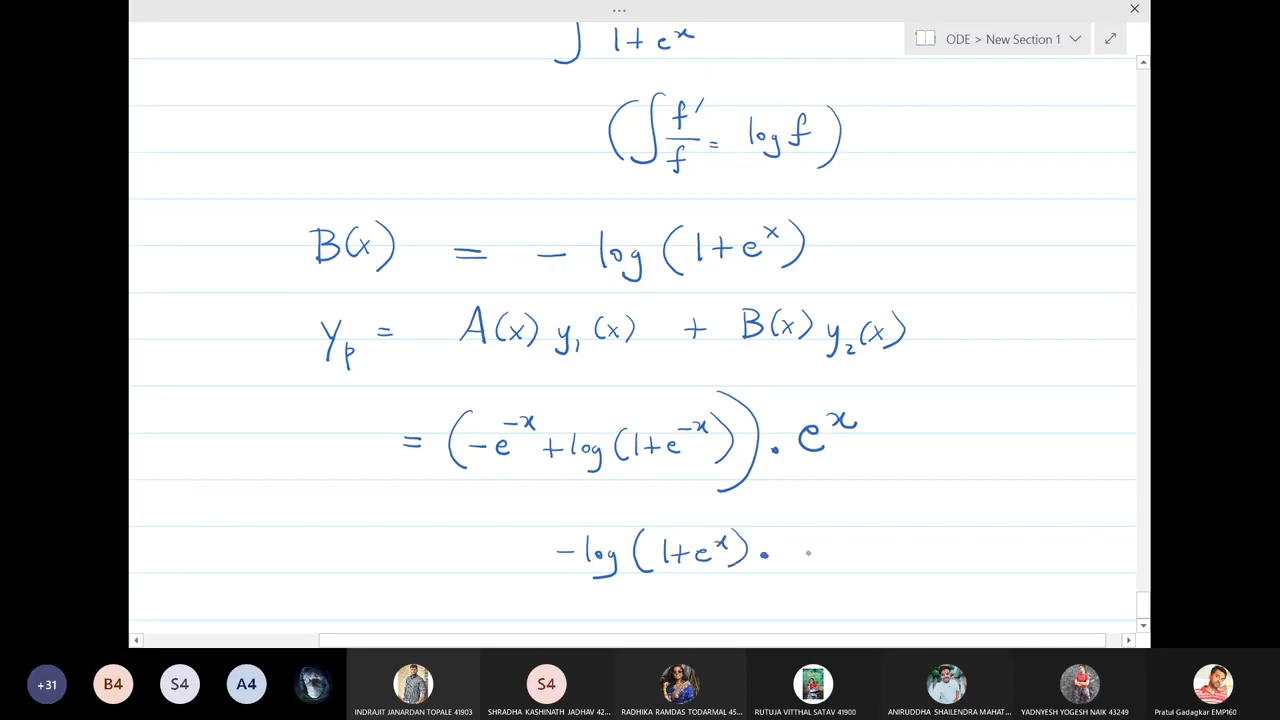 ODE > New Section 1
∫ 1+e^x
(∫ f′/f = log f)
B(x) = − log (1+e^x)
y_p = A(x) y_1(x) + B(x) y_2(x)
= (−e^{−x} + log(1+e^{−x})) . e^x
−log (1+e^x) .
+31
B4
S4
A4
INDRAJIT JANARDAN TOPALE 41903
S4
SHRADHA KASHINATH JADHAV 42...
RADHIKA RAMDAS TODARMAL 45...
RUTUJA VITTHAL SATAV 41900
ANIRUDDHA SHAILENDRA MAHAT...
YADNYESH YOGESH NAIK 43249
Pratul Gadagkar EMP160